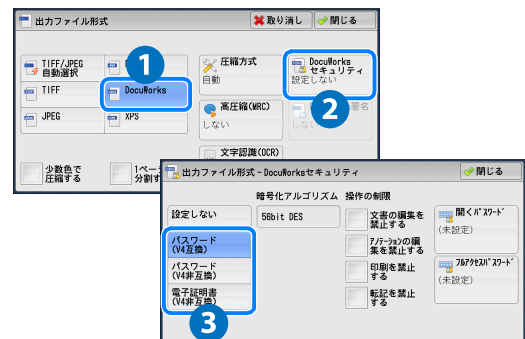 出力ファイル形式
取り消し
閉じる
TIFF/JPEG
自動選択
TIFF
DocuWorks
JPEG
XPS
少数色で
圧縮する
1ペー
分割す
圧縮方式
自動
高圧縮(MRC)
しない
文字認識(OCR)
DocuWorks
セキュリティ
設定しない
署名
1
2
出力ファイル形式 - DocuWorksセキュリティ
閉じる
暗号化アルゴリズム
操作の制限
設定しない
パスワード
(V4互換)
パスワード
(V4非互換)
電子証明書
(V4非互換)
56bit DES
文書の編集を
禁止する
アノテーションの編
集を禁止する
印刷を禁止
する
転記を禁止
する
開くパスワード
(未設定)
フルアクセスパスワード
(未設定)
3